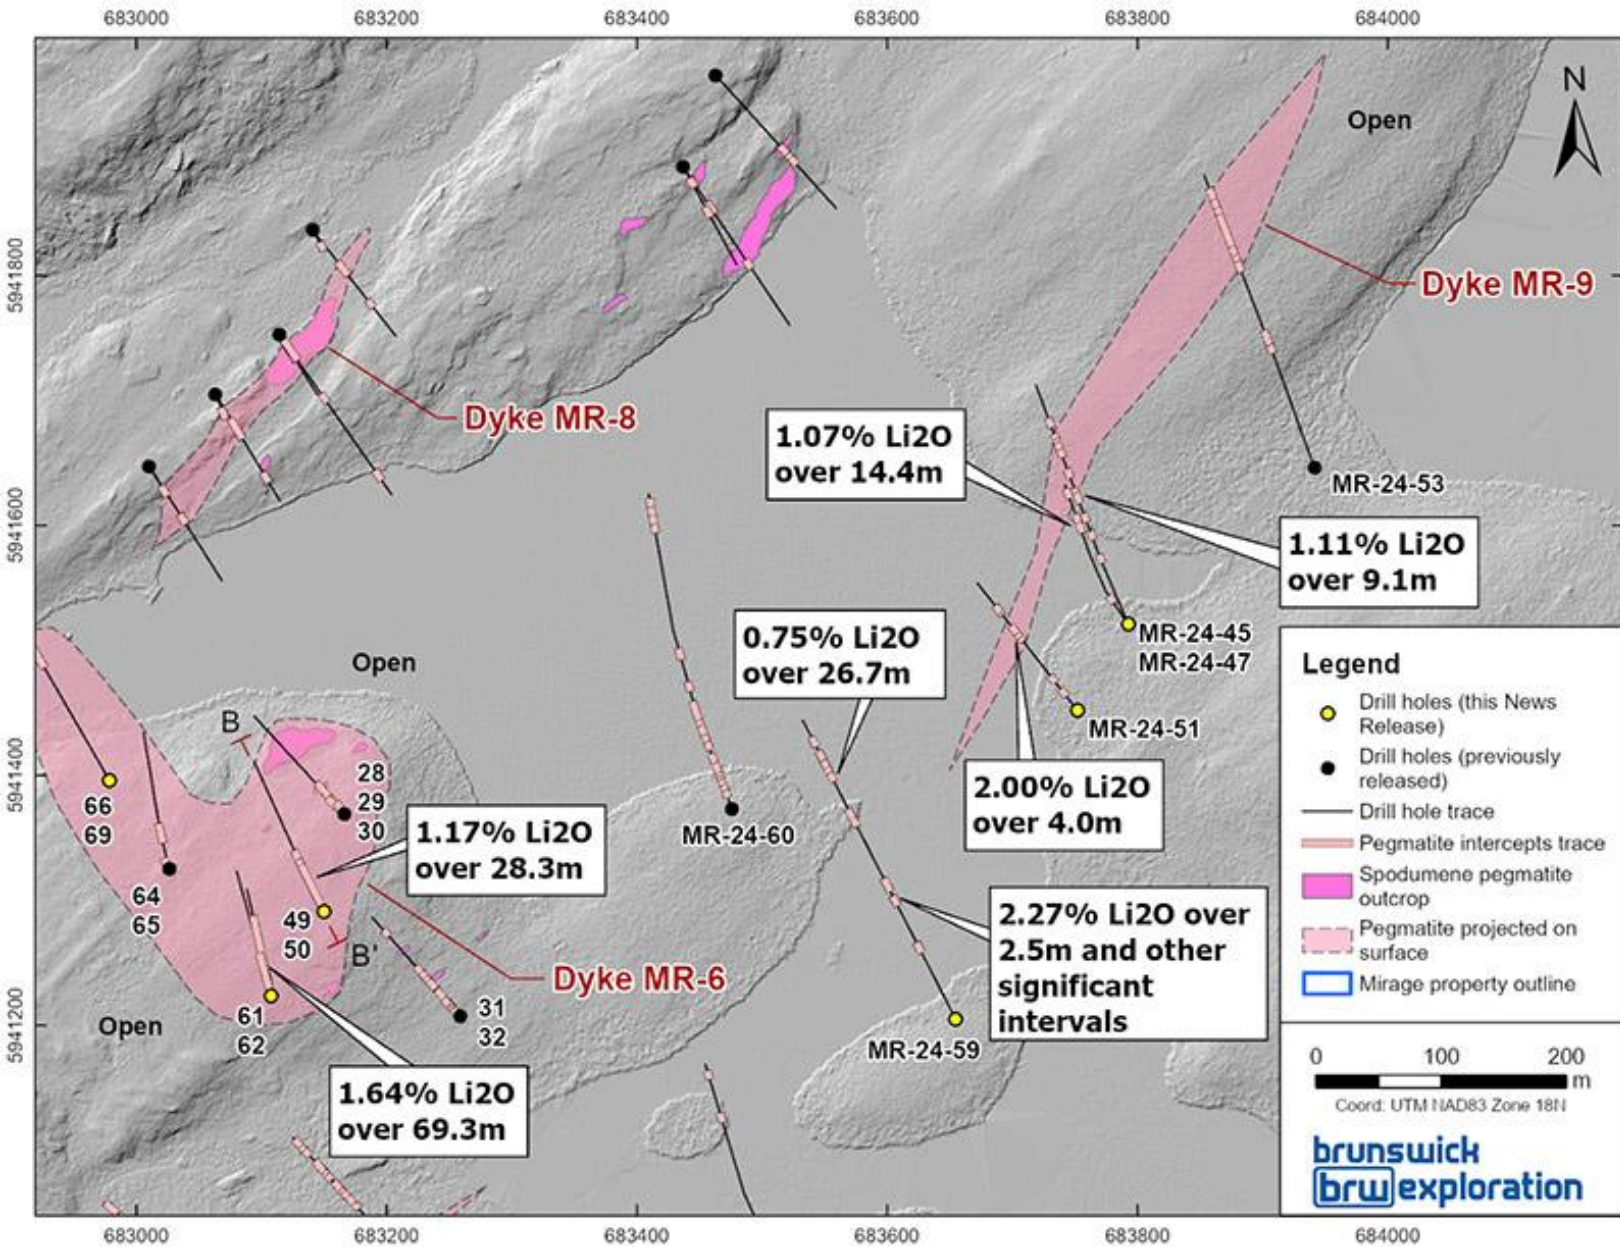 683000 683200 683400 683600 683800 684000
N
Open
5941800
5941600
5941400
5941200
Dyke MR-9
Dyke MR-8
1.07% Li2O
over 14.4m
MR-24-53
1.11% Li2O
over 9.1m
0.75% Li2O
over 26.7m
MR-24-45
MR-24-47
MR-24-51
Open
B
28
29
30
66
69
64
65
49
50
B'
1.17% Li2O
over 28.3m
MR-24-60
2.00% Li2O
over 4.0m
2.27% Li2O over
2.5m and other
significant
intervals
Dyke MR-6
31
32
61
62
Open
MR-24-59
1.64% Li2O
over 69.3m
Legend
Drill holes (this News
Release)
Drill holes (previously
released)
Drill hole trace
Pegmatite intercepts trace
Spodumene pegmatite
outcrop
Pegmatite projected on
surface
Mirage property outline
0 100 200
m
Coord: UTM NAD83 Zone 18N
brunswick
brw exploration
683000 683200 683400 683600 683800 684000